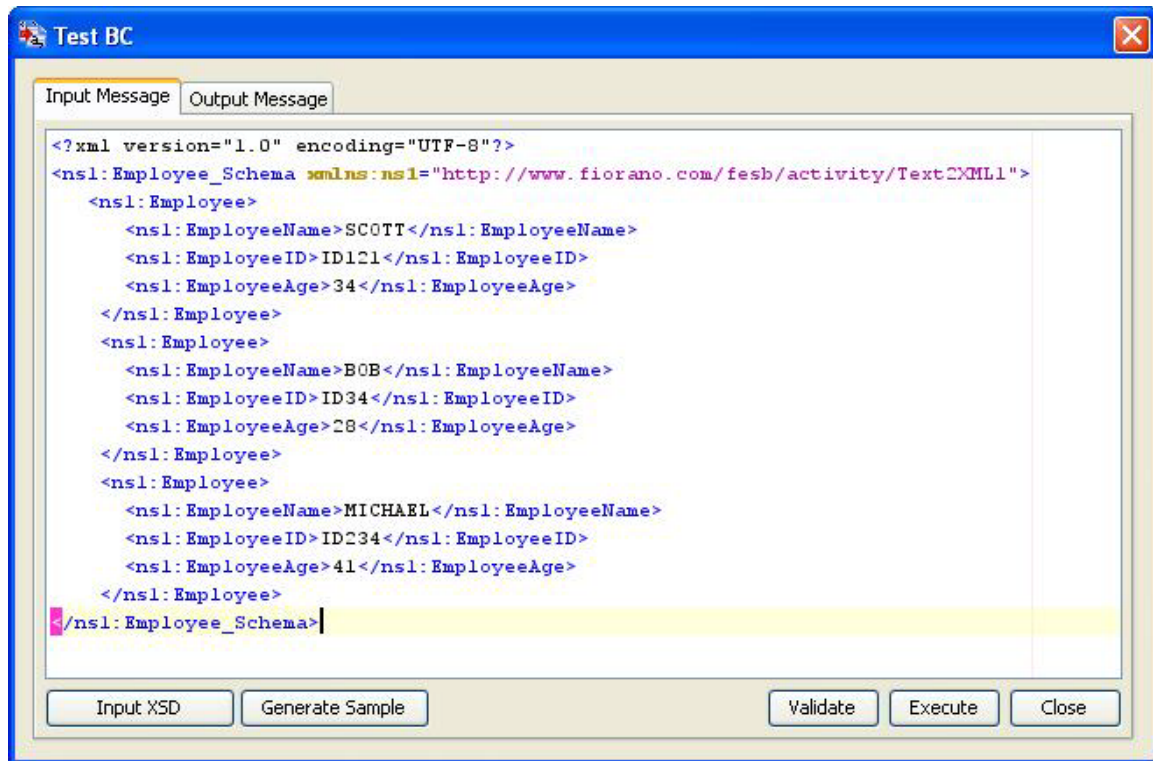 Test BC
Input Message Output Message
<?xml version="1.0" encoding="UTF-8"?>
<ns1:Employee_Schema xmlns:ns1="http://www.fiorano.com/fesb/activity/Text2XML1">
<ns1:Employee>
<ns1:EmployeeName>SCOTT</ns1:EmployeeName>
<ns1:EmployeeID>ID121</ns1:EmployeeID>
<ns1:EmployeeAge>34</ns1:EmployeeAge>
</ns1:Employee>
<ns1:Employee>
<ns1:EmployeeName>BOB</ns1:EmployeeName>
<ns1:EmployeeID>ID34</ns1:EmployeeID>
<ns1:EmployeeAge>28</ns1:EmployeeAge>
</ns1:Employee>
<ns1:Employee>
<ns1:EmployeeName>MICHAEL</ns1:EmployeeName>
<ns1:EmployeeID>ID234</ns1:EmployeeID>
<ns1:EmployeeAge>41</ns1:EmployeeAge>
</ns1:Employee>
</ns1:Employee_Schema>
Input XSD Generate Sample Validate Execute Close